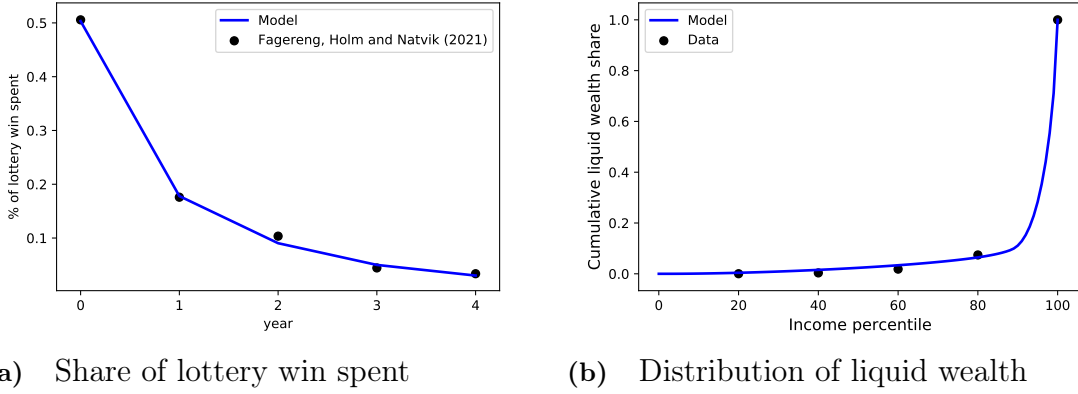 Model
Fagereng, Holm and Natvik (2021)
% of lottery win spent
0.5
0.4
0.3
0.2
0.1
0 1 2 3 4
year
a) Share of lottery win spent
Model
Data
Cumulative liquid wealth share
1.0
0.8
0.6
0.4
0.2
0.0
0 20 40 60 80 100
Income percentile
(b) Distribution of liquid wealth